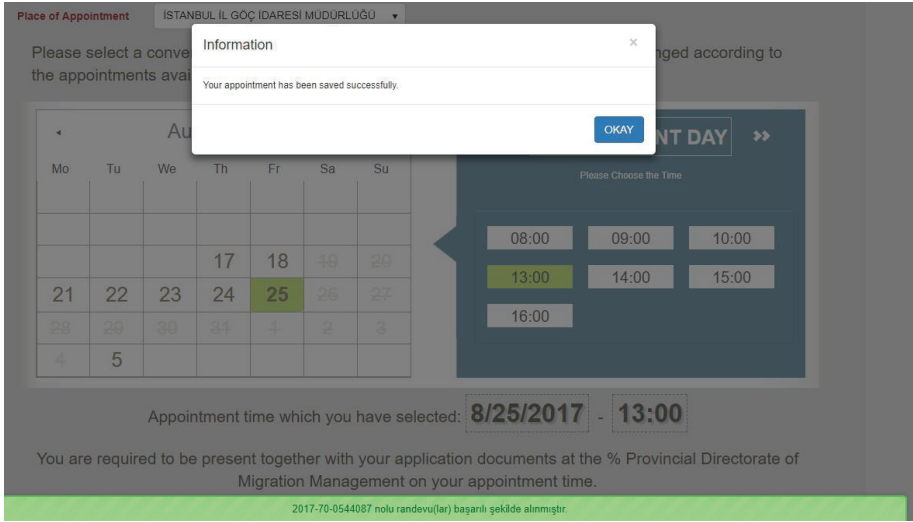 Place of Appointment İSTANBUL İL GÖÇ İDARESİ MÜDÜRLÜĞÜ
Information ×
Please select a conve nged according to
the appointments avai
Your appointment has been saved successfully.
OKAY
Au NT DAY
Mo Tu We Th Fr Sa Su
Please Choose the Time
08:00 09:00 10:00
17 18 19 20
13:00 14:00 15:00
21 22 23 24 25 26 27
16:00
28 29 30 31 1 2 3
4 5
Appointment time which you have selected: 8/25/2017 - 13:00
You are required to be present together with your application documents at the % Provincial Directorate of
Migration Management on your appointment time.
2017-70-0544087 nolu randevu(lar) başarılı şekilde alınmıştır.